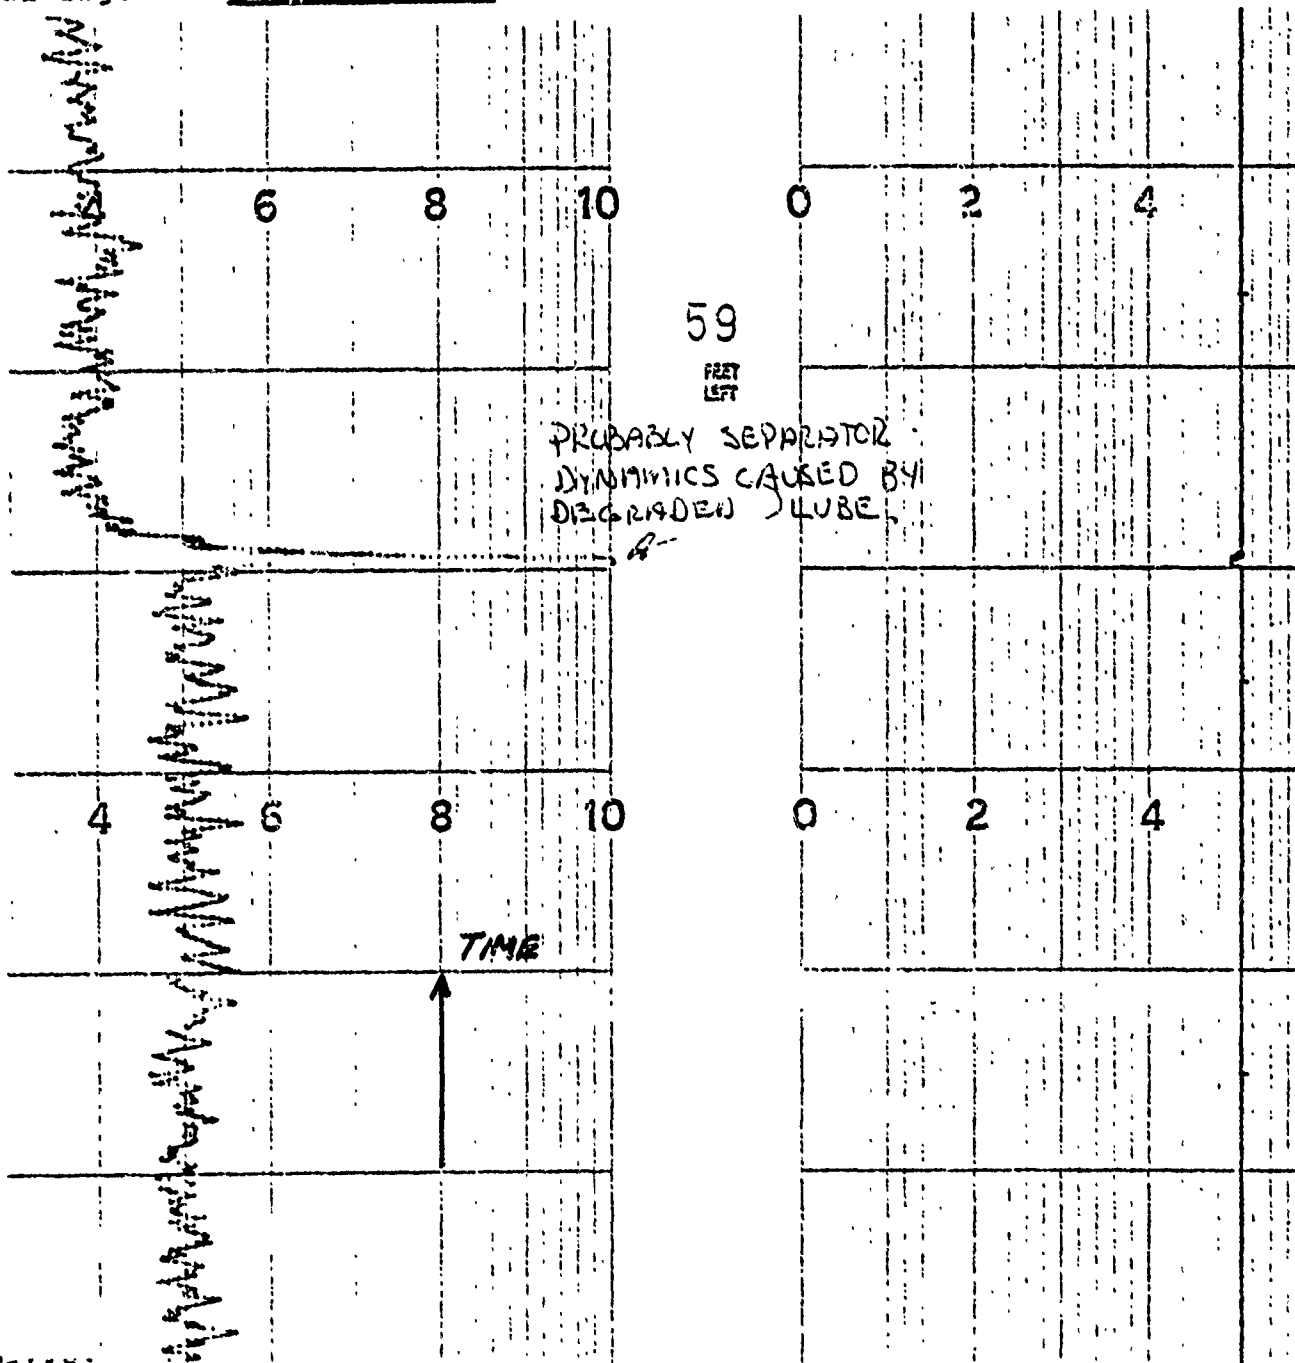 6 8 10 0 2 4
59
FEET
LEFT
PROBABLY SEPARATOR
DYNAMICS CAUSED BY
DEGRADED LUBE.
4 6 8 10 0 2 4
TIME